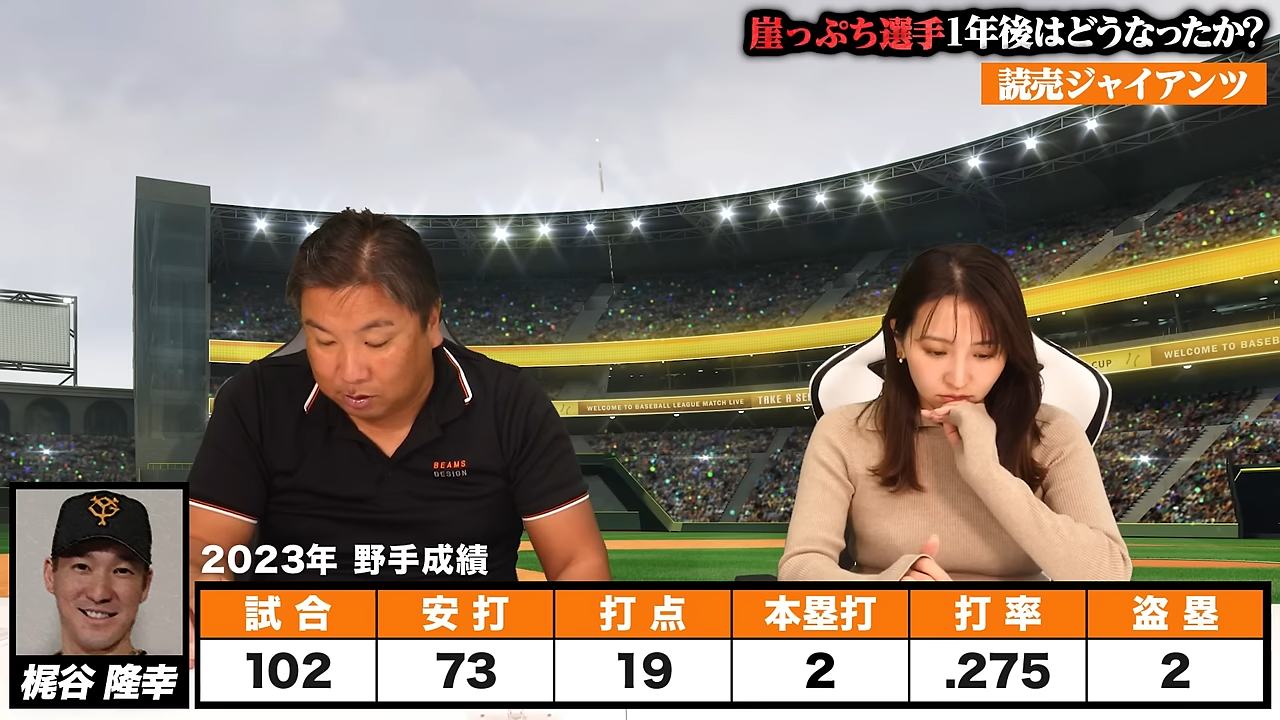 崖っぷち選手1年後はどうなったか?
読売ジャイアンツ
WELCOME TO BASEB
CUP
WELCOME TO BASEBALL LEAGUE MATCH LIVE
TAKE A SE
BEAMS
DESIGN
2023年 野手成績
試合 安打 打点 本塁打 打率 盗塁
102 73 19 2 .275 2
梶谷 隆幸